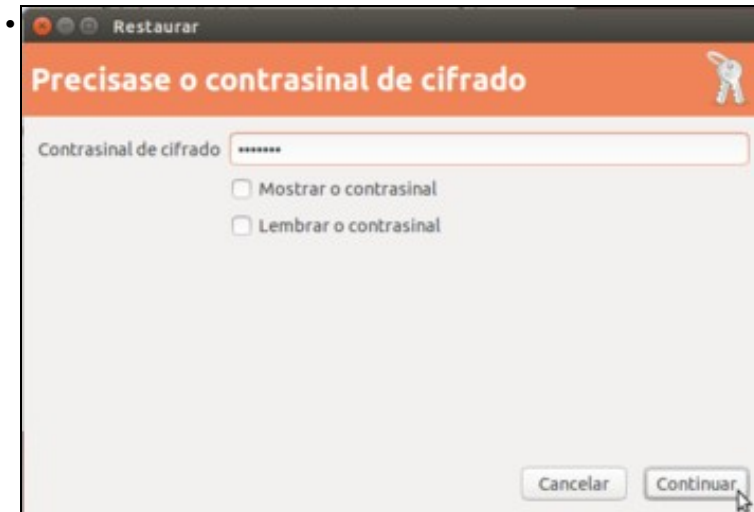 Restaurar
Precisase o contrasinal de cifrado
Contrasinal de cifrado •••••••
Mostrar o contrasinal
Lembrar o contrasinal
Cancelar Continuar